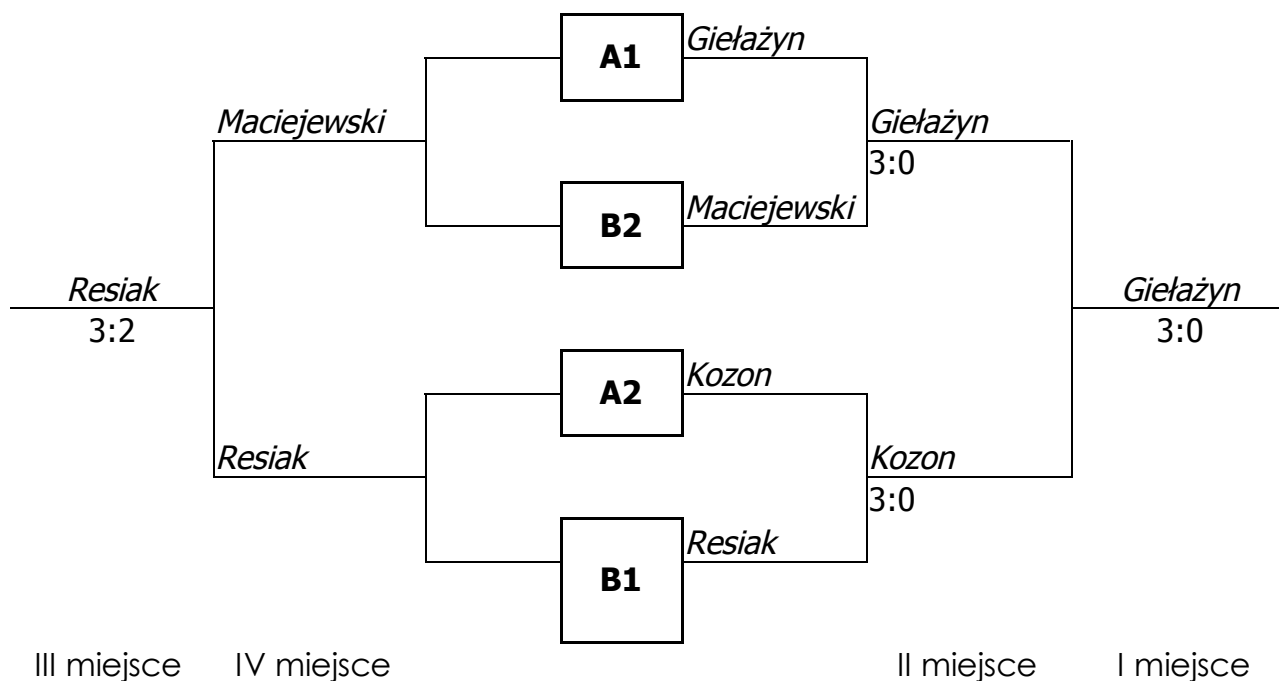 A1 Giełażyn
Maciejewski Giełażyn
3:0
B2 Maciejewski
Resiak Giełażyn
3:2 3:0
A2 Kozon
Resiak Kozon
3:0
B1 Resiak
III miejsce IV miejsce II miejsce I miejsce